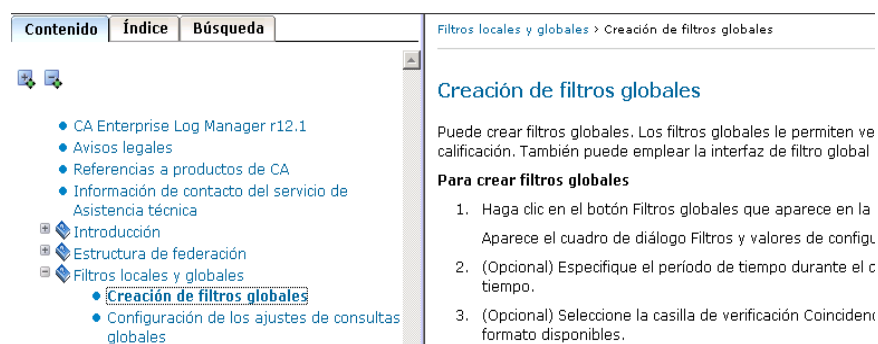 Contenido Índice Búsqueda
CA Enterprise Log Manager r12.1
Avisos legales
Referencias a productos de CA
Información de contacto del servicio de
Asistencia técnica
Introducción
Estructura de federación
Filtros locales y globales
Creación de filtros globales
Configuración de los ajustes de consultas
globales
Filtros locales y globales > Creación de filtros globales
Creación de filtros globales
Puede crear filtros globales. Los filtros globales le permiten ve
calificación. También puede emplear la interfaz de filtro global
Para crear filtros globales
1. Haga clic en el botón Filtros globales que aparece en la
Aparece el cuadro de diálogo Filtros y valores de config
2. (Opcional) Especifique el período de tiempo durante el
tiempo.
3. (Opcional) Seleccione la casilla de verificación Coinciden
formato disponibles.